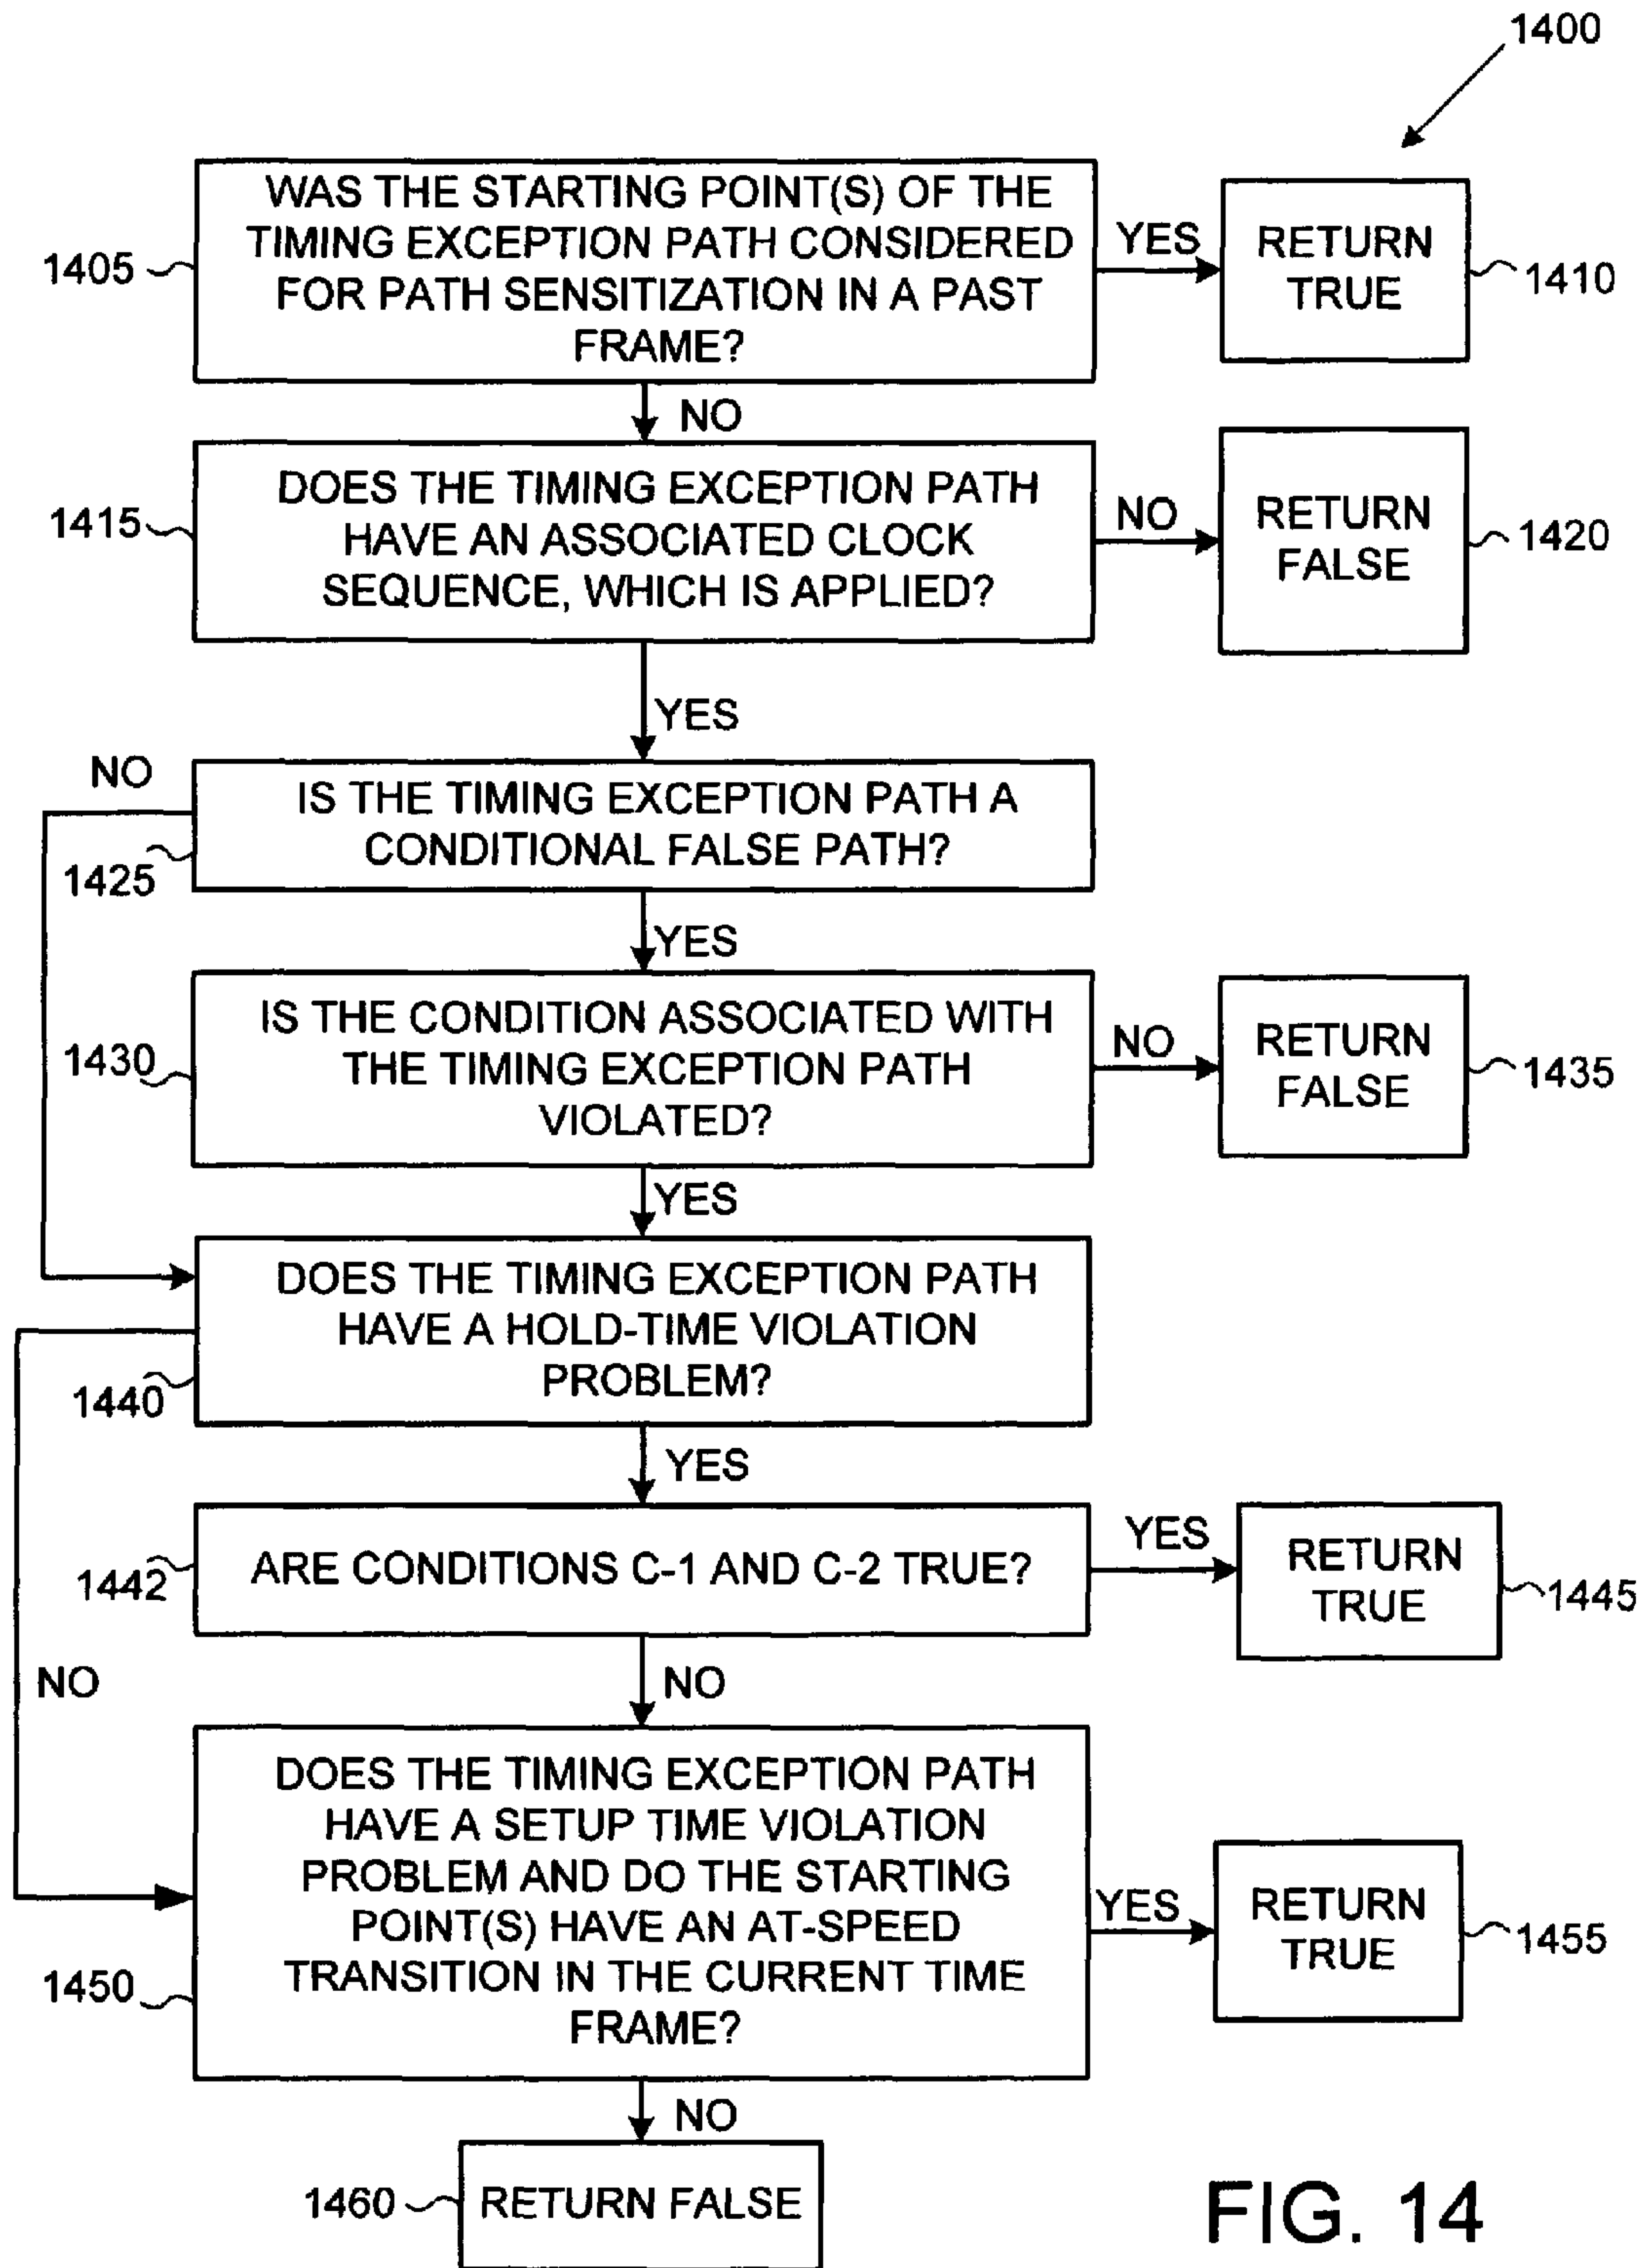 1400
WAS THE STARTING POINT(S) OF THE
TIMING EXCEPTION PATH CONSIDERED
FOR PATH SENSITIZATION IN A PAST
FRAME?
1405
YES
RETURN
TRUE
1410
NO
DOES THE TIMING EXCEPTION PATH
HAVE AN ASSOCIATED CLOCK
SEQUENCE, WHICH IS APPLIED?
1415
NO
RETURN
FALSE
1420
YES
NO
IS THE TIMING EXCEPTION PATH A
CONDITIONAL FALSE PATH?
1425
YES
IS THE CONDITION ASSOCIATED WITH
THE TIMING EXCEPTION PATH
VIOLATED?
1430
NO
RETURN
FALSE
1435
YES
DOES THE TIMING EXCEPTION PATH
HAVE A HOLD-TIME VIOLATION
PROBLEM?
1440
YES
ARE CONDITIONS C-1 AND C-2 TRUE?
1442
YES
RETURN
TRUE
1445
NO
NO
DOES THE TIMING EXCEPTION PATH
HAVE A SETUP TIME VIOLATION
PROBLEM AND DO THE STARTING
POINT(S) HAVE AN AT-SPEED
TRANSITION IN THE CURRENT TIME
FRAME?
1450
YES
RETURN
TRUE
1455
NO
1460
RETURN FALSE
FIG. 14